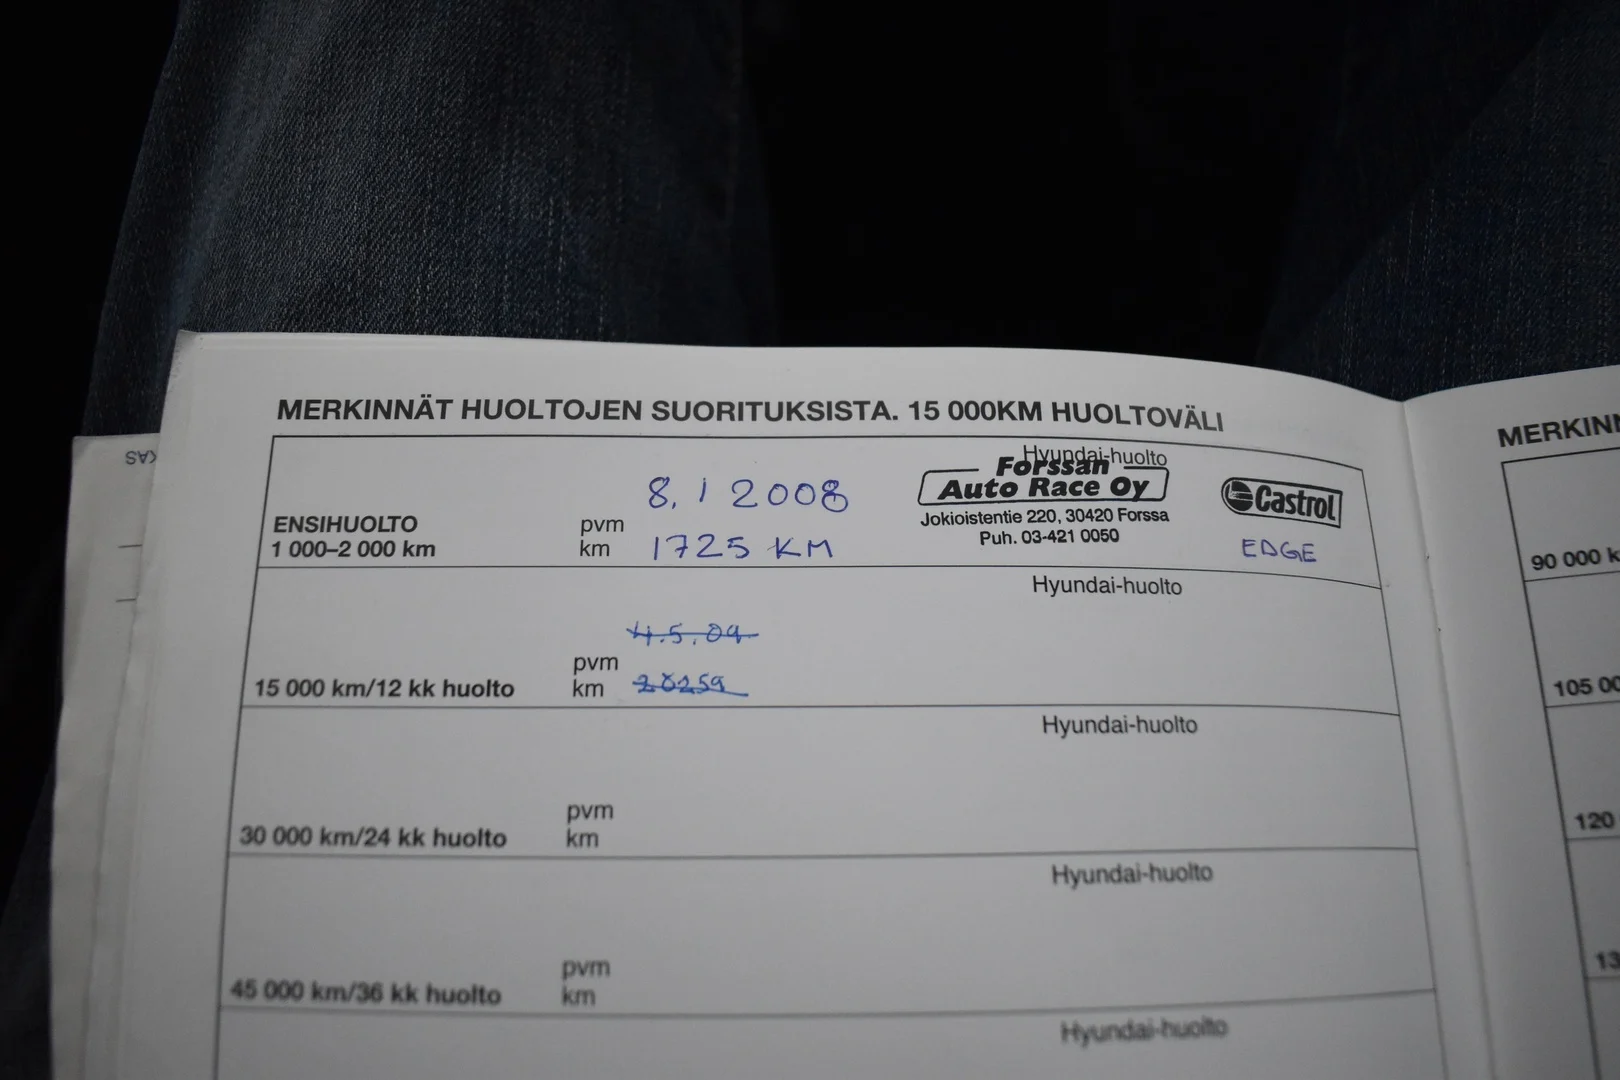 MERKINNÄT HUOLTOJEN SUORITUKSISTA. 15 000KM HUOLTOVÄLI
Hyundai-huolto
Forssan
Auto Race Oy
Jokioistentie 220, 30420 Forssa
Puh. 03-421 0050
Castrol
EDGE
8. 1 2008
ENSIHUOLTO pvm
1 000–2 000 km km 1725 KM
Hyundai-huolto
4.5.09
pvm
15 000 km/12 kk huolto km 28259
Hyundai-huolto
pvm
30 000 km/24 kk huolto km
Hyundai-huolto
pvm
45 000 km/36 kk huolto km
Hyundai-huolto
MERKINN
90 000 k
105 00
120
13